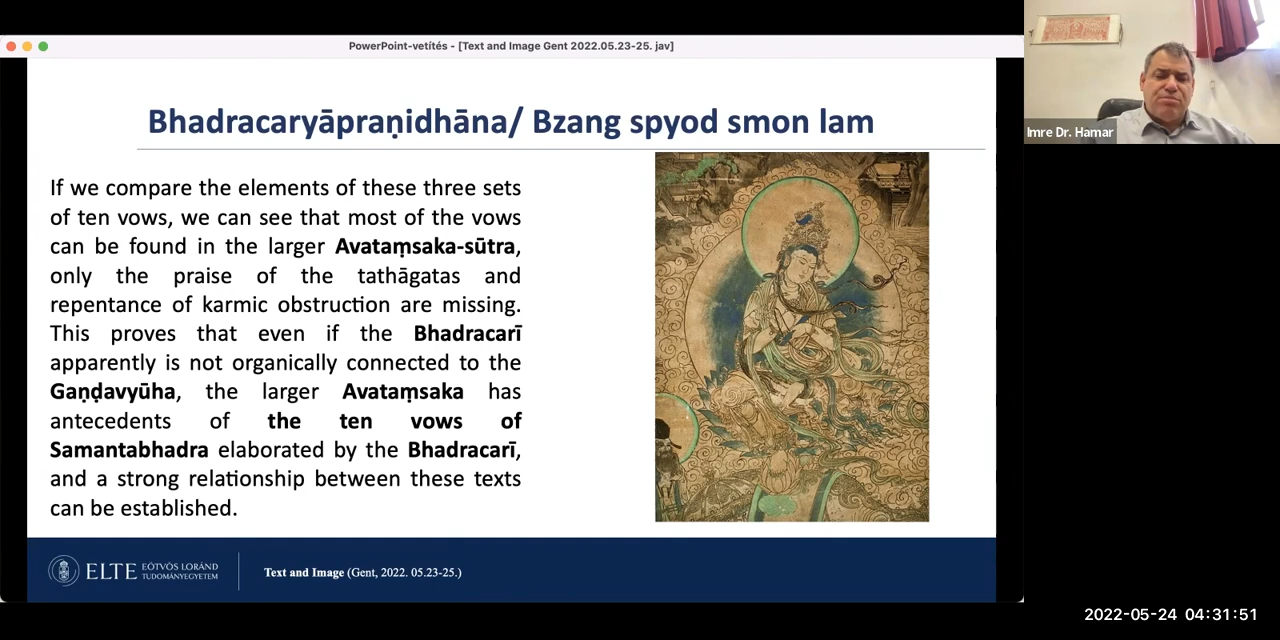 PowerPoint-vetítés - [Text and Image Gent 2022.05.23-25. jav]
Imre Dr. Hamar
Bhadracaryāpraṇidhāna/ Bzang spyod smon lam
If we compare the elements of these three sets
of ten vows, we can see that most of the vows
can be found in the larger Avataṃsaka-sūtra,
only the praise of the tathāgatas and
repentance of karmic obstruction are missing.
This proves that even if the Bhadracarī
apparently is not organically connected to the
Gaṇḍavyūha, the larger Avataṃsaka has
antecedents of the ten vows of
Samantabhadra elaborated by the Bhadracarī,
and a strong relationship between these texts
can be established.
ELTE EÖTVÖS LORÁND
TUDOMÁNYEGYETEM
Text and Image (Gent, 2022. 05.23-25.)
2022-05-24 04:31:51